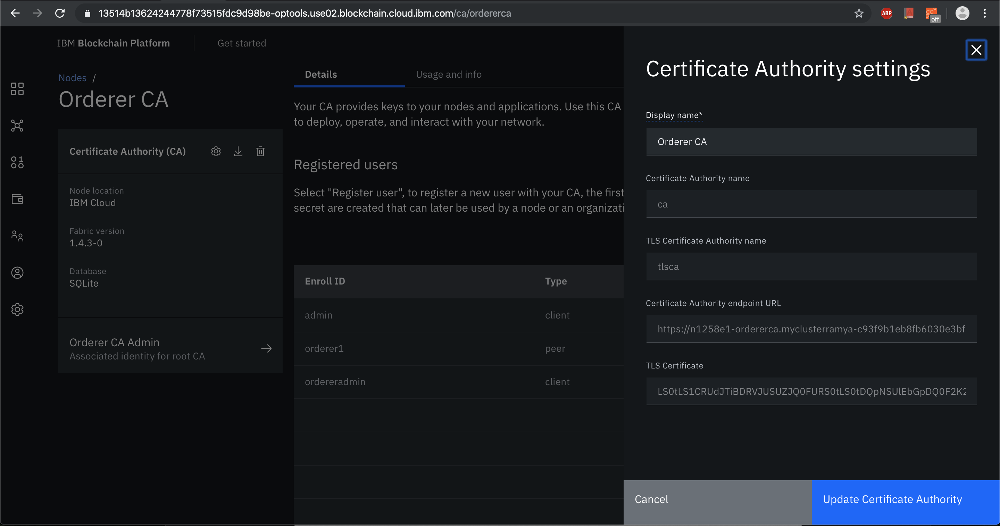 13514b13624244778f73515fdc9d98be-optools.use02.blockchain.cloud.ibm.com/ca/ordererca
ABP
off
IBM Blockchain Platform
Get started
Nodes /
Orderer CA
Certificate Authority (CA)
Node location
IBM Cloud
Fabric version
1.4.3-0
Database
SQLite
Orderer CA Admin
Associated identity for root CA
Details
Usage and info
Your CA provides keys to your nodes and applications. Use this CA
to deploy, operate, and interact with your network.
Registered users
Select "Register user", to register a new user with your CA, the first
secret are created that can later be used by a node or an organizati
Enroll ID Type
admin client
orderer1 peer
ordereradmin client
Certificate Authority settings
Display name*
Orderer CA
Certificate Authority name
ca
TLS Certificate Authority name
tlsca
Certificate Authority endpoint URL
https://n1258e1-ordererca.myclusterramya-c93f9b1eb8fb6030e3bf
TLS Certificate
LS0tLS1CRUdJTiBDRVJUSUZJQ0FURS0tLS0tDQpNSUlEbGpDQ0F2K2
Cancel
Update Certificate Authority